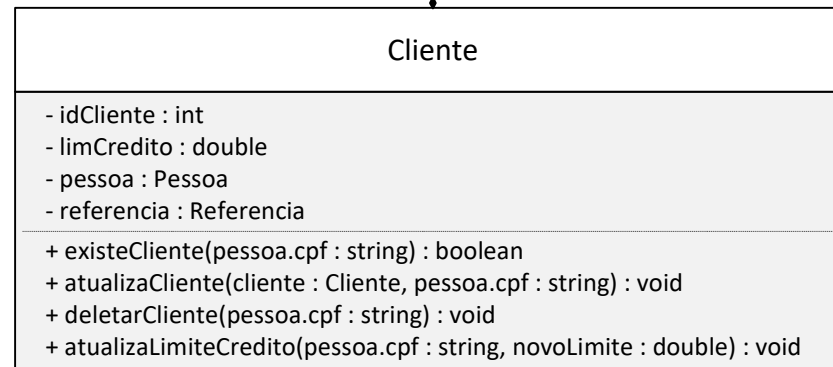 Cliente
- idCliente : int
- limCredito : double
- pessoa : Pessoa
- referencia : Referencia
+ existeCliente(pessoa.cpf : string) : boolean
+ atualizaCliente(cliente : Cliente, pessoa.cpf : string) : void
+ deletarCliente(pessoa.cpf : string) : void
+ atualizaLimiteCredito(pessoa.cpf : string, novoLimite : double) : void